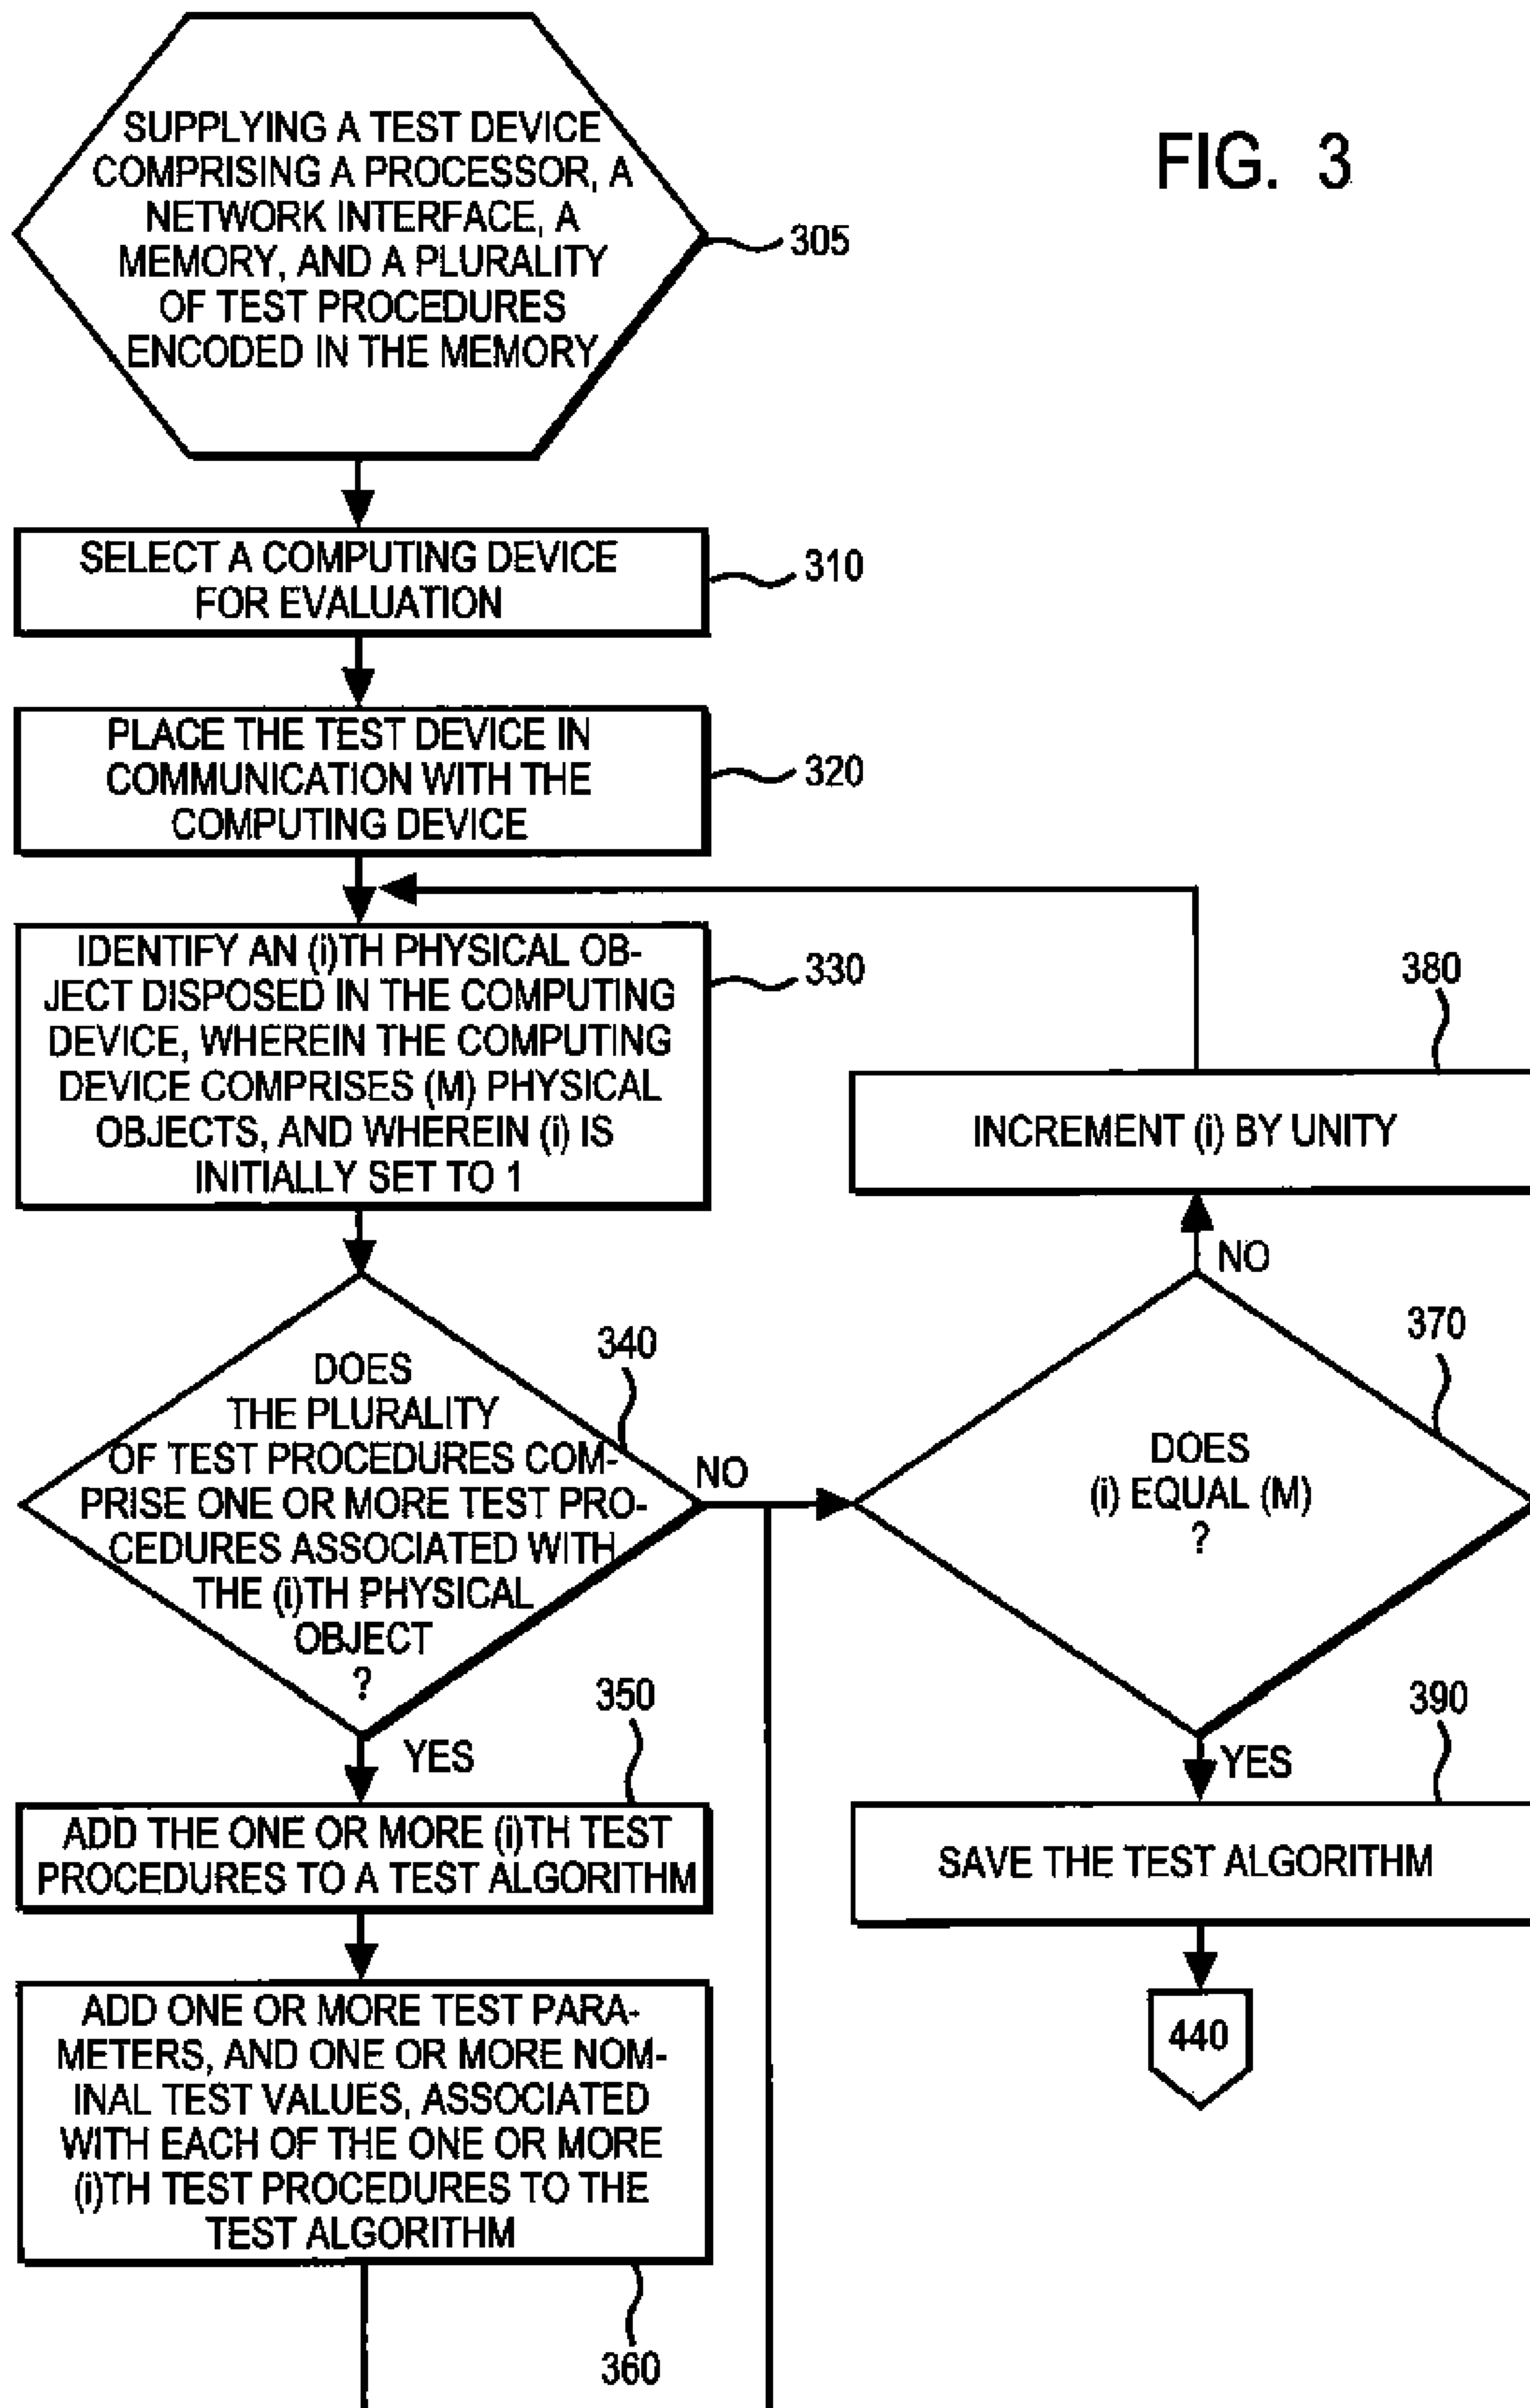 FIG. 3
SUPPLYING A TEST DEVICE
COMPRISING A PROCESSOR, A
NETWORK INTERFACE, A
MEMORY, AND A PLURALITY
OF TEST PROCEDURES
ENCODED IN THE MEMORY
305
SELECT A COMPUTING DEVICE
FOR EVALUATION
310
PLACE THE TEST DEVICE IN
COMMUNICATION WITH THE
COMPUTING DEVICE
320
IDENTIFY AN (i)TH PHYSICAL OB-
JECT DISPOSED IN THE COMPUTING
DEVICE, WHEREIN THE COMPUTING
DEVICE COMPRISES (M) PHYSICAL
OBJECTS, AND WHEREIN (i) IS
INITIALLY SET TO 1
330
DOES
THE PLURALITY
OF TEST PROCEDURES COM-
PRISE ONE OR MORE TEST PRO-
CEDURES ASSOCIATED WITH
THE (i)TH PHYSICAL
OBJECT
?
340
NO
YES
350
ADD THE ONE OR MORE (i)TH TEST
PROCEDURES TO A TEST ALGORITHM
ADD ONE OR MORE TEST PARA-
METERS, AND ONE OR MORE NOM-
INAL TEST VALUES, ASSOCIATED
WITH EACH OF THE ONE OR MORE
(i)TH TEST PROCEDURES TO THE
TEST ALGORITHM
360
380
INCREMENT (i) BY UNITY
NO
370
DOES
(i) EQUAL (M)
?
YES
390
SAVE THE TEST ALGORITHM
440